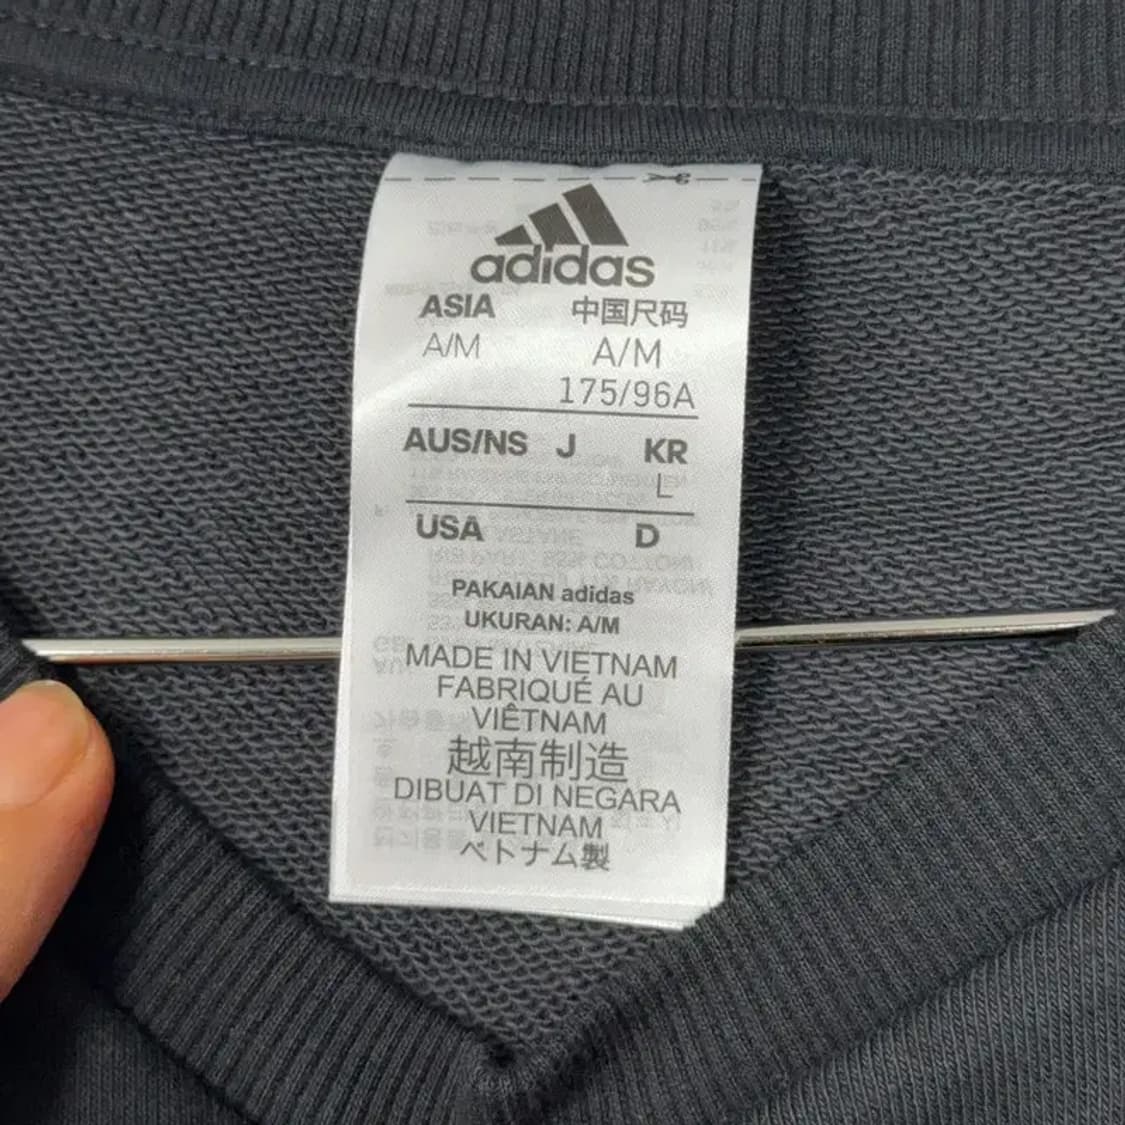 adidas
ASIA 中国尺码
A/M A/M
175/96A
AUS/NS J KR
L
USA D
PAKAIAN adidas
UKURAN: A/M
MADE IN VIETNAM
FABRIQUÉ AU
VIÊTNAM
越南制造
DIBUAT DI NEGARA
VIETNAM
ベトナム製